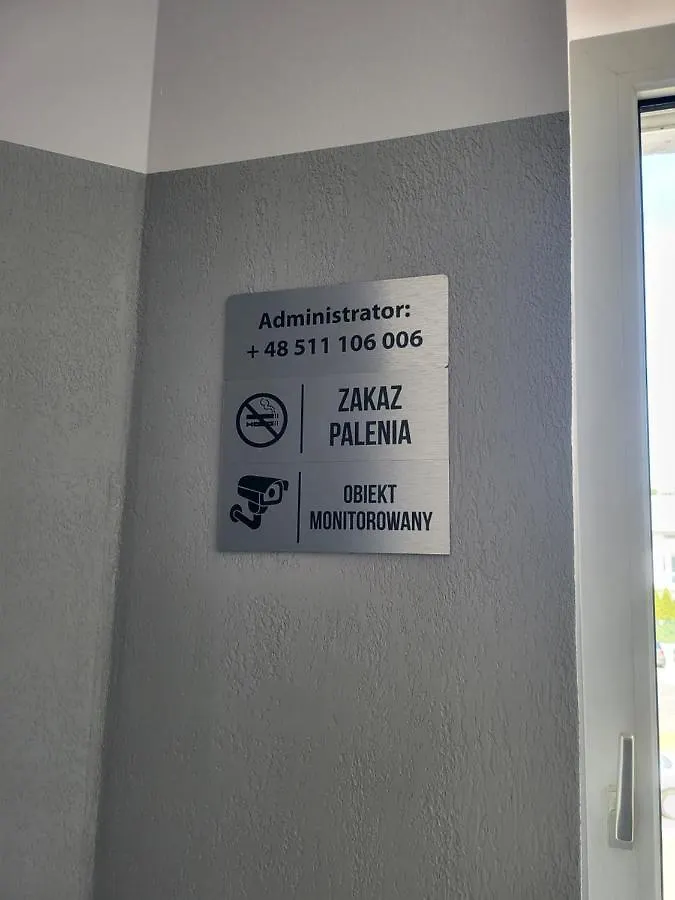 Administrator:
+ 48 511 106 006
ZAKAZ
PALENIA
OBIEKT
MONITOROWANY